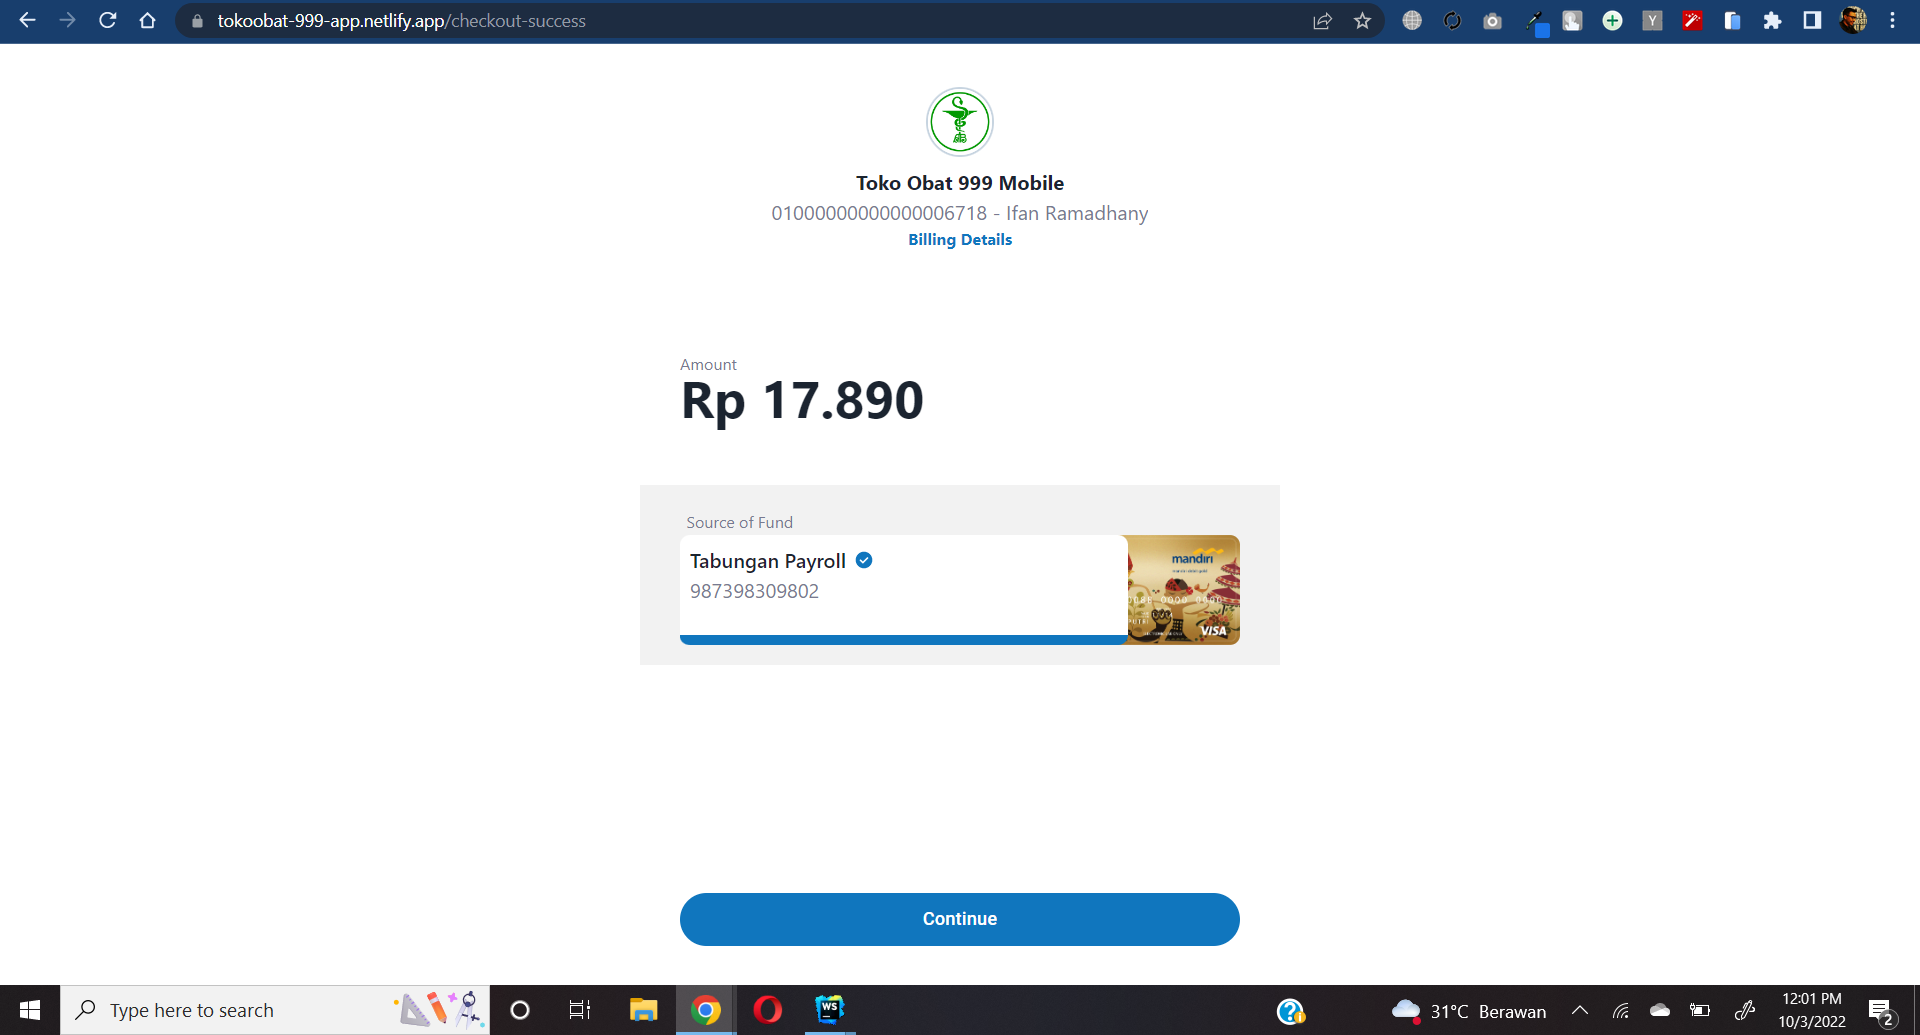 tokoobat-999-app.netlify.app/checkout-success
Y
Toko Obat 999 Mobile
01000000000000006718 - Ifan Ramadhany
Billing Details
Amount
Rp 17.890
Source of Fund
Tabungan Payroll
987398309802
mandiri
VISA
Continue
Type here to search
WS
31°C Berawan
12:01 PM
10/3/2022
2